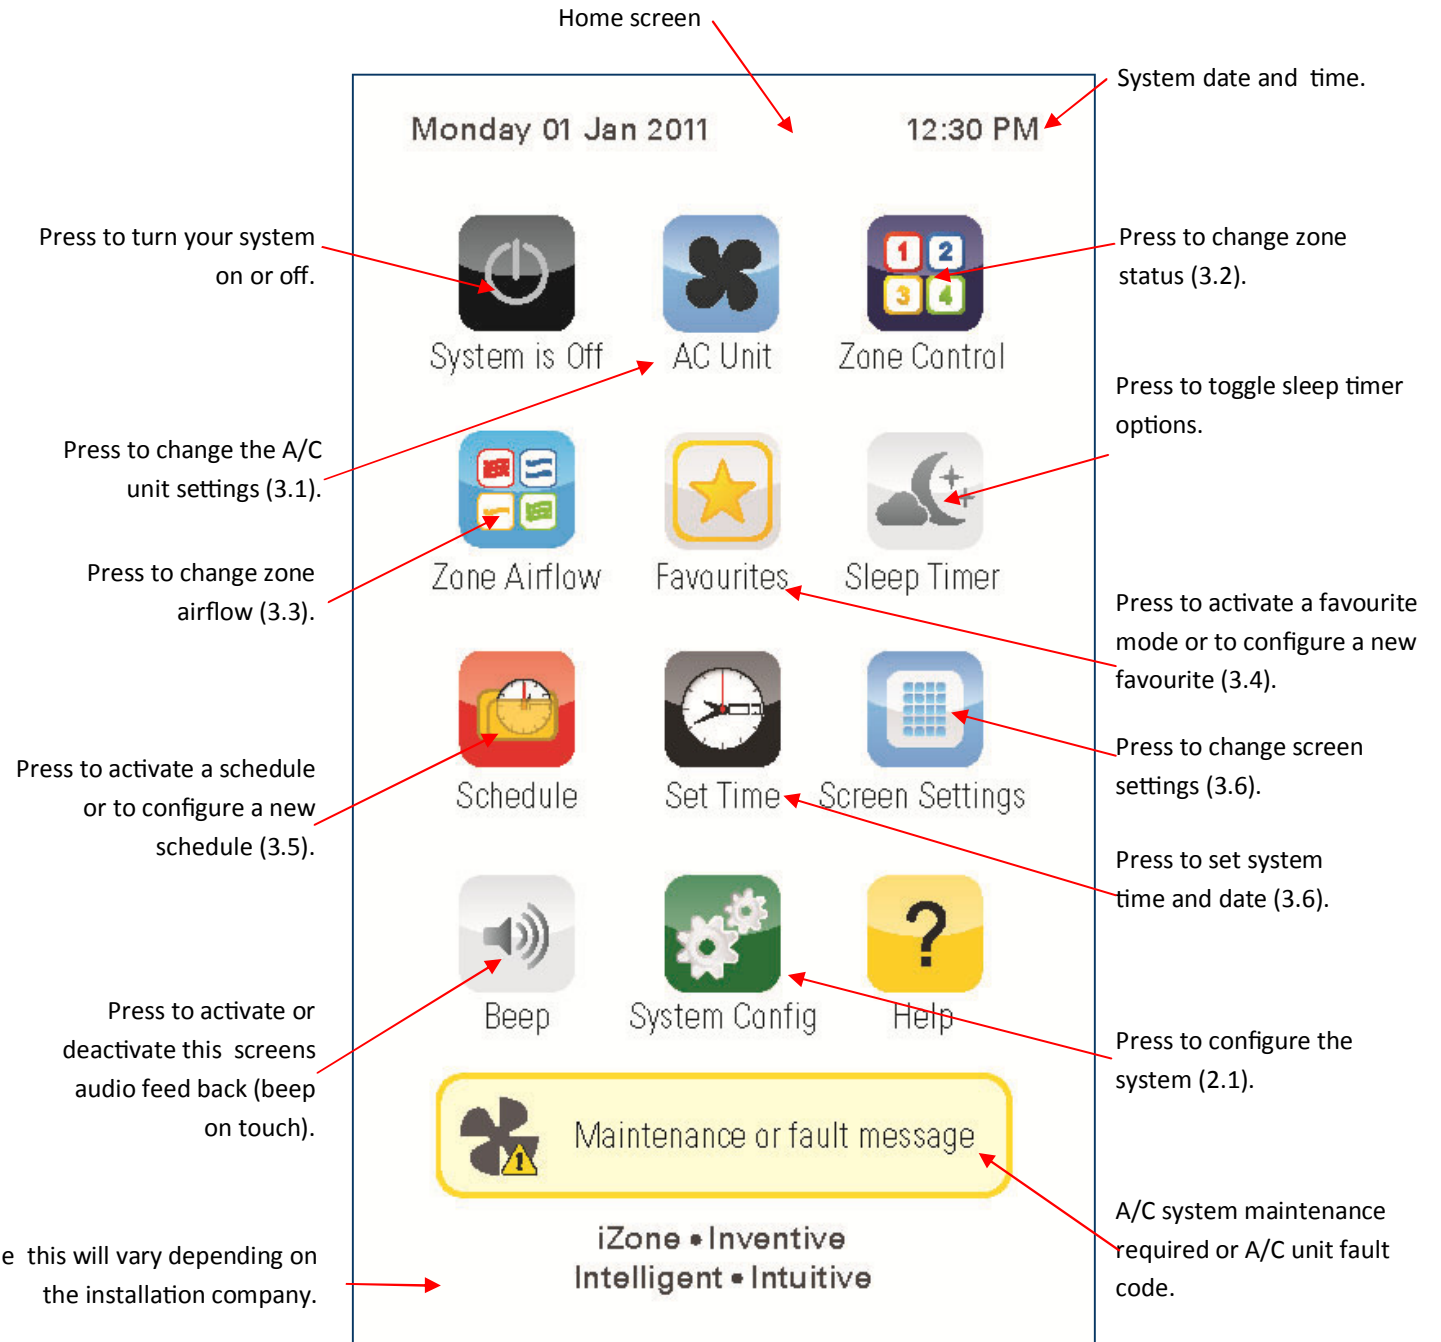 Home screen
System date and time.
Monday 01 Jan 2011
12:30 PM
Press to turn your system
on or off.
Press to change zone
status (3.2).
1 2
3 4
System is Off
AC Unit
Zone Control
Press to toggle sleep timer
options.
Press to change the A/C
unit settings (3.1).
Zone Airflow
Favourites
Sleep Timer
Press to change zone
airflow (3.3).
Press to activate a favourite
mode or to configure a new
favourite (3.4).
Press to change screen
settings (3.6).
Press to activate a schedule
or to configure a new
schedule (3.5).
Schedule
Set Time
Screen Settings
Press to set system
time and date (3.6).
?
Beep
System Config
Help
Press to activate or
deactivate this screens
audio feed back (beep
on touch).
Press to configure the
system (2.1).
!
Maintenance or fault message
A/C system maintenance
required or A/C unit fault
code.
iZone • Inventive
Intelligent • Intuitive
e this will vary depending on
the installation company.